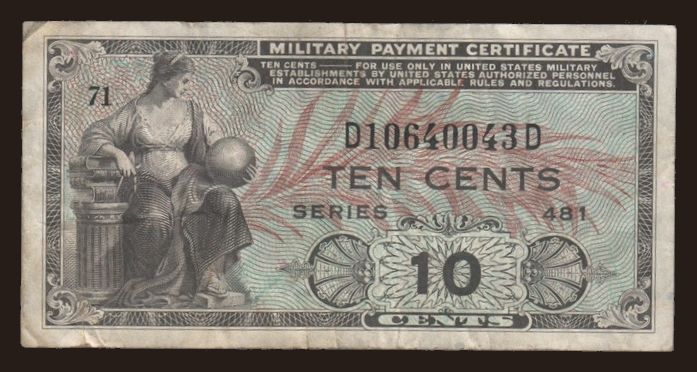 MILITARY PAYMENT CERTIFICATE
TEN CENTS — FOR USE ONLY IN UNITED STATES MILITARY
ESTABLISHMENTS BY UNITED STATES AUTHORIZED PERSONNEL
IN ACCORDANCE WITH APPLICABLE RULES AND REGULATIONS.
71
D10640043D
TEN CENTS
SERIES 481
10
CENTS